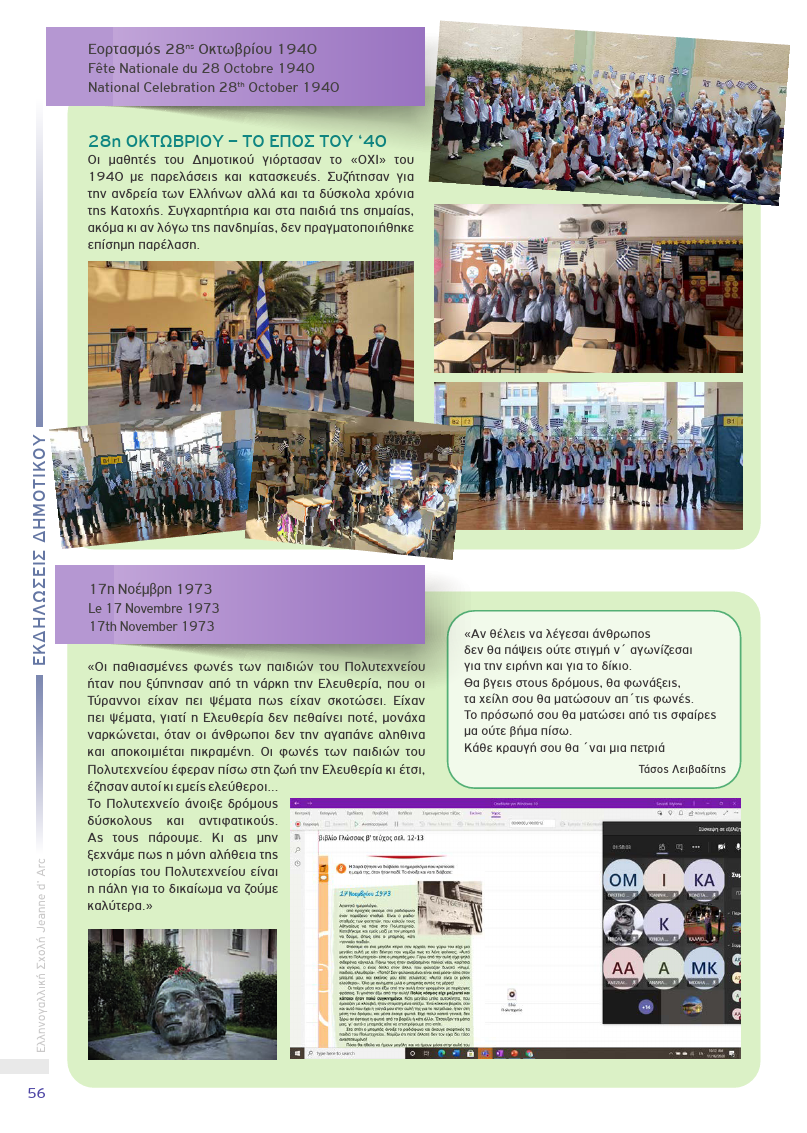 Εορτασμός 28ης Οκτωβρίου 1940
Fête Nationale du 28 Octobre 1940
National Celebration 28th October 1940
28η ΟΚΤΩΒΡΙΟΥ – ΤΟ ΕΠΟΣ ΤΟΥ ‘40
Οι μαθητές του Δημοτικού γιόρτασαν το «ΟΧΙ» του
1940 με παρελάσεις και κατασκευές. Συζήτησαν για
την ανδρεία των Ελλήνων αλλά και τα δύσκολα χρόνια
της Κατοχής. Συγχαρητήρια και στα παιδιά της σημαίας,
ακόμα κι αν λόγω της πανδημίας, δεν πραγματοποιήθηκε
επίσημη παρέλαση.
ΕΚΔΗΛΩΣΕΙΣ ΔΗΜΟΤΙΚΟΥ
17η Νοέμβρη 1973
Le 17 Novembre 1973
17th November 1973
«Οι παθιασμένες φωνές των παιδιών του Πολυτεχνείου
ήταν που ξύπνησαν από τη νάρκη την Ελευθερία, που οι
Τύραννοι είχαν πει ψέματα πως είχαν σκοτώσει. Είχαν
πει ψέματα, γιατί η Ελευθερία δεν πεθαίνει ποτέ, μονάχα
ναρκώνεται, όταν οι άνθρωποι δεν την αγαπάνε αληθινα
και αποκοιμιέται πικραμένη. Οι φωνές των παιδιών του
Πολυτεχνείου έφεραν πίσω στη ζωή την Ελευθερία κι έτσι,
έζησαν αυτοί κι εμείς ελεύθεροι...
Το Πολυτεχνείο άνοιξε δρόμους
δύσκολους και αντιφατικούς.
Ας τους πάρουμε. Κι ας μην
ξεχνάμε πως η μόνη αλήθεια της
ιστορίας του Πολυτεχνείου είναι
η πάλη για το δικαίωμα να ζούμε
καλύτερα.»
«Αν θέλεις να λέγεσαι άνθρωπος
δεν θα πάψεις ούτε στιγμή ν΄ αγωνίζεσαι
για την ειρήνη και για το δίκιο.
Θα βγεις στους δρόμους, θα φωνάξεις,
τα χείλη σου θα ματώσουν απ΄τις φωνές.
Το πρόσωπό σου θα ματώσει από τις σφαίρες
μα ούτε βήμα πίσω.
Κάθε κραυγή σου θα ΄ναι μια πετριά
Τάσος Λειβαδίτης
βιβλίο Γλώσσας β' τεύχος σελ. 12-13
17 Νοεμβρίου 1973
ΕΛΕΥΘΕΡΙΑ
ΟΜ
Ι
ΚΑ
Κ
ΑΑ
Α
ΜΚ
+14
Type here to search
Ελληνογαλλική Σχολή Jeanne d' Arc
56